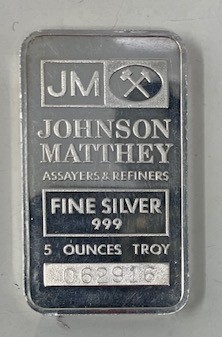 JM
JOHNSON
MATTHEY
ASSAYERS & REFINERS
FINE SILVER
999
5 OUNCES TROY
062916